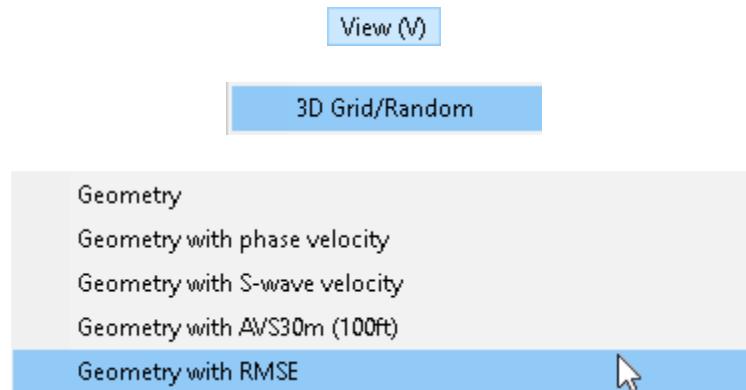 View (V)
3D Grid/Random
Geometry
Geometry with phase velocity
Geometry with S-wave velocity
Geometry with AVS30m (100ft)
Geometry with RMSE